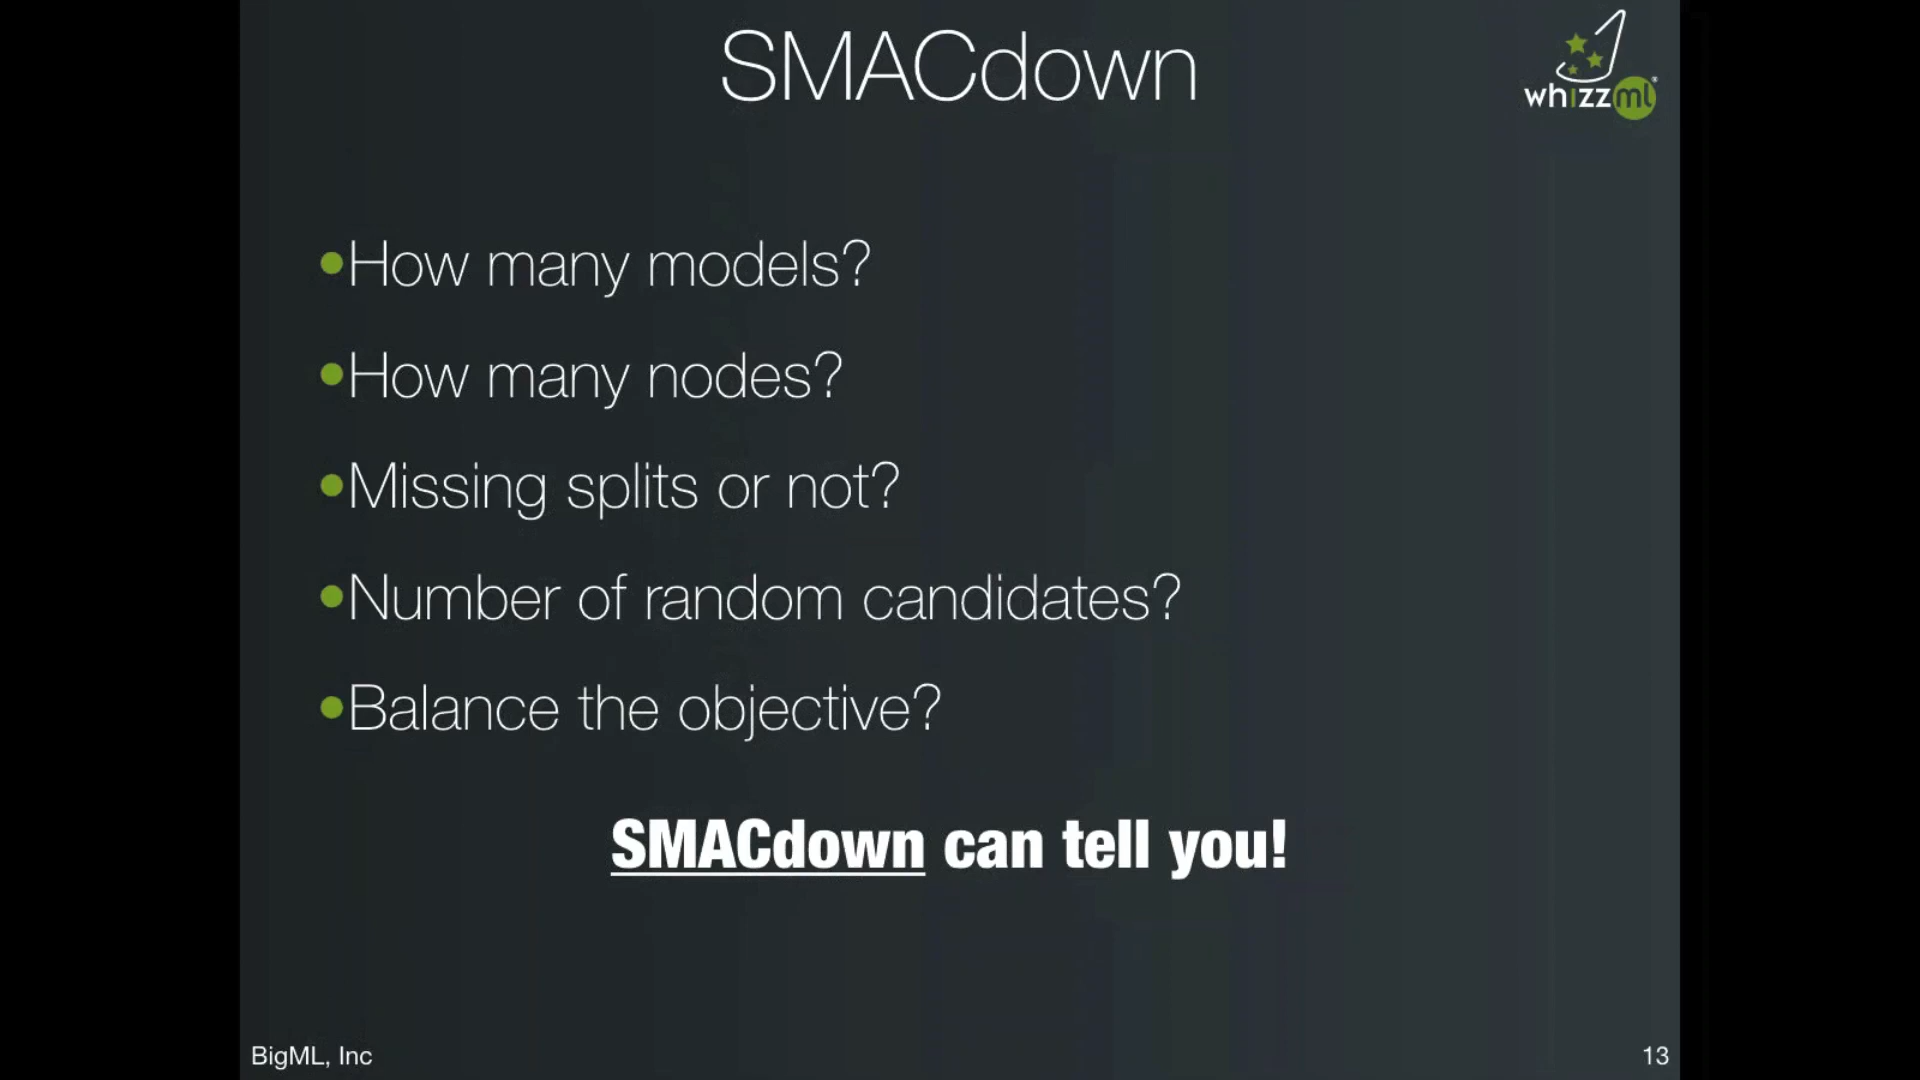 SMACdown
whizzml
•How many models?
•How many nodes?
•Missing splits or not?
•Number of random candidates?
•Balance the objective?
SMACdown can tell you!
BigML, Inc
13